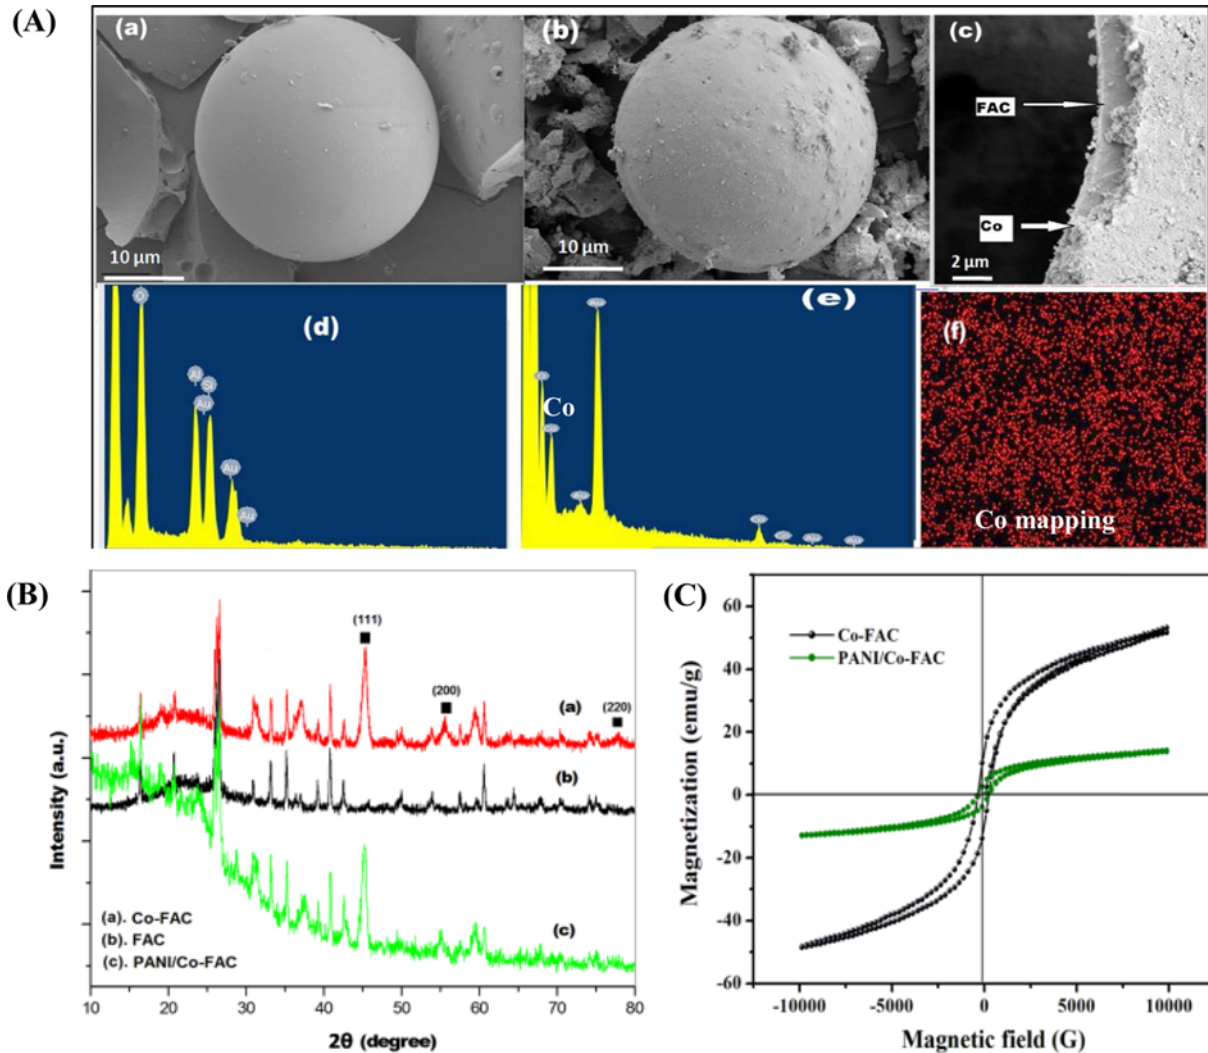 (A)
(a)
(b)
(c)
FAC
Co
10 µm
10 µm
2 µm
(d)
(e)
(f)
O
Al
Si
Au
Au
Au
Co
Au
Co mapping
(B)
(111)
(200)
(220)
(a)
(b)
(c)
(a). Co-FAC
(b). FAC
(c). PANI/Co-FAC
Intensity (a.u.)
10 20 30 40 50 60 70 80
2θ (degree)
(C)
Co-FAC
PANI/Co-FAC
Magnetization (emu/g)
60
40
20
10
0
-10
-20
-40
-60
-10000 -5000 0 5000 10000
Magnetic field (G)